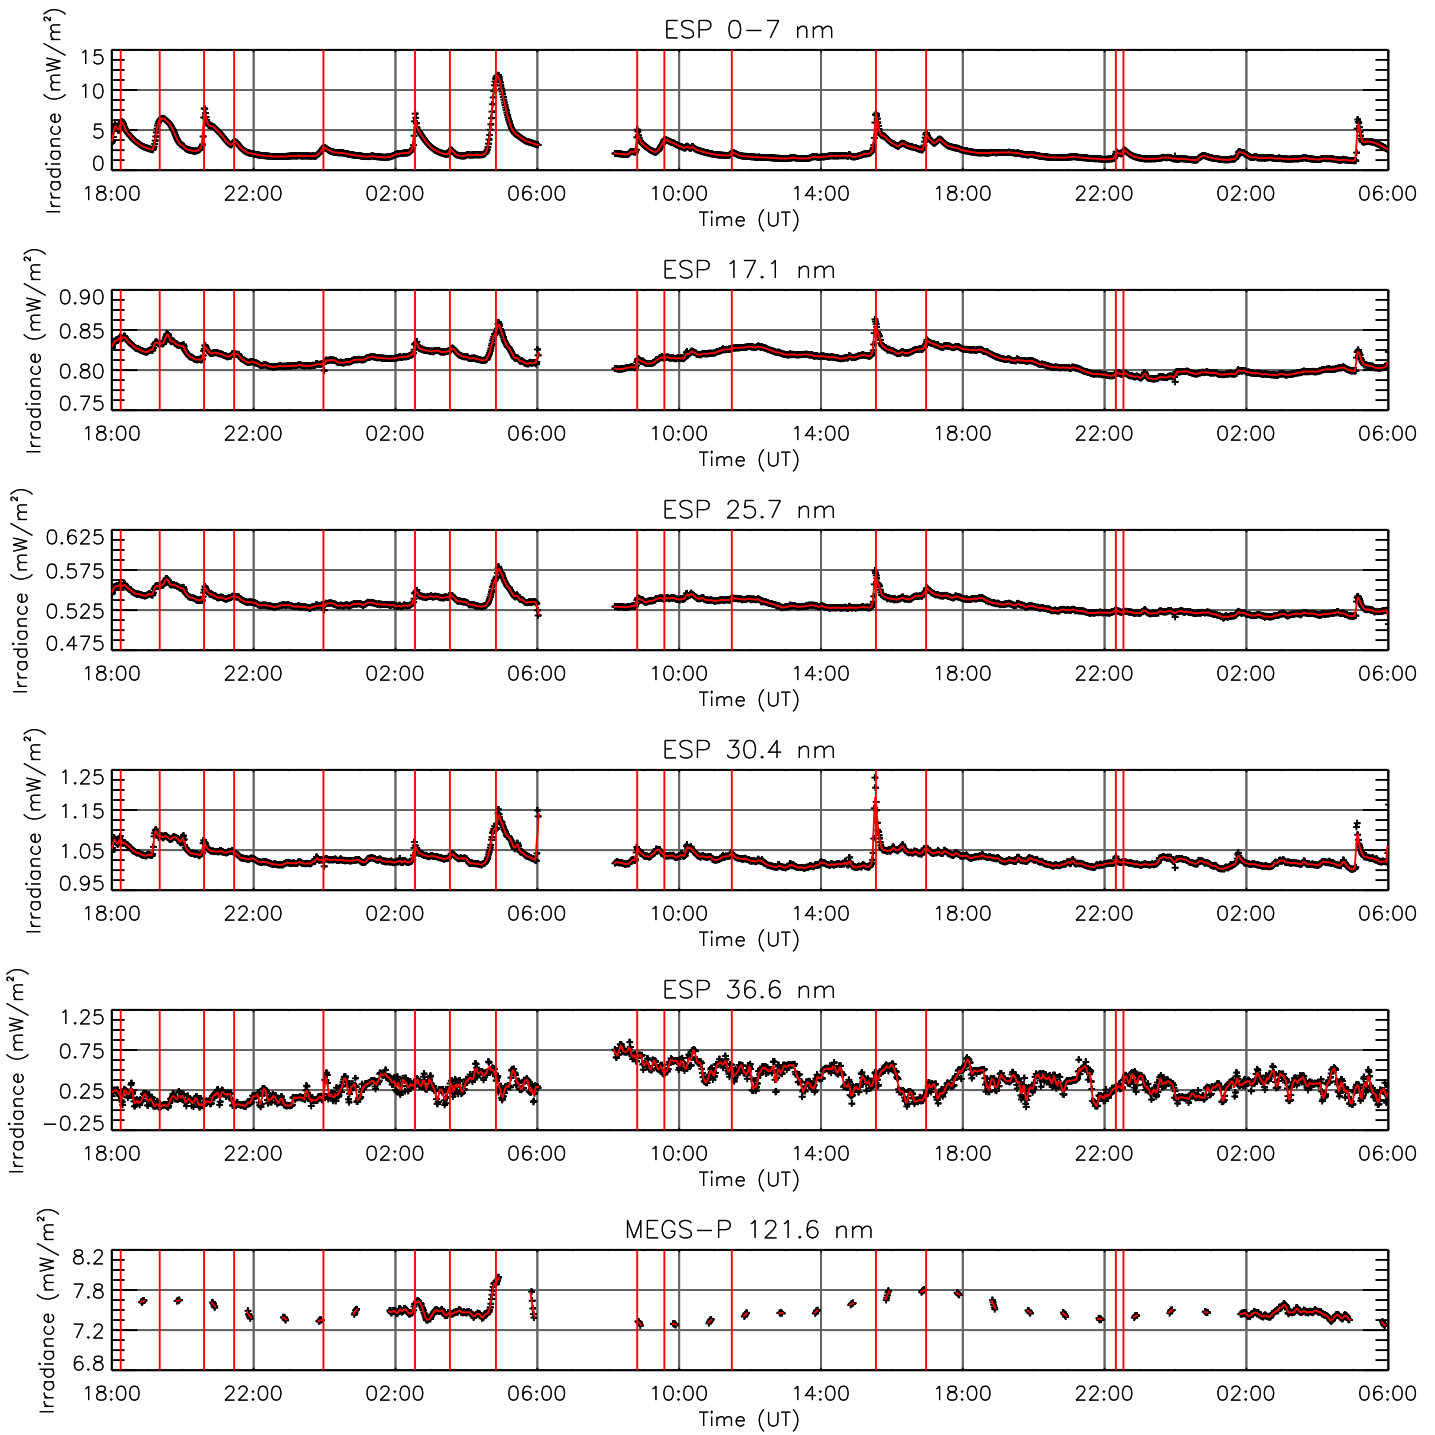 ESP 0−7 nm
Irradiance (mW/m²)
15
10
5
0
18:00 22:00 02:00 06:00 10:00 14:00 18:00 22:00 02:00 06:00
Time (UT)
ESP 17.1 nm
Irradiance (mW/m²)
0.90
0.85
0.80
0.75
18:00 22:00 02:00 06:00 10:00 14:00 18:00 22:00 02:00 06:00
Time (UT)
ESP 25.7 nm
Irradiance (mW/m²)
0.625
0.575
0.525
0.475
18:00 22:00 02:00 06:00 10:00 14:00 18:00 22:00 02:00 06:00
Time (UT)
ESP 30.4 nm
Irradiance (mW/m²)
1.25
1.15
1.05
0.95
18:00 22:00 02:00 06:00 10:00 14:00 18:00 22:00 02:00 06:00
Time (UT)
ESP 36.6 nm
Irradiance (mW/m²)
1.25
0.75
0.25
−0.25
18:00 22:00 02:00 06:00 10:00 14:00 18:00 22:00 02:00 06:00
Time (UT)
MEGS−P 121.6 nm
Irradiance (mW/m²)
8.2
7.8
7.2
6.8
18:00 22:00 02:00 06:00 10:00 14:00 18:00 22:00 02:00 06:00
Time (UT)